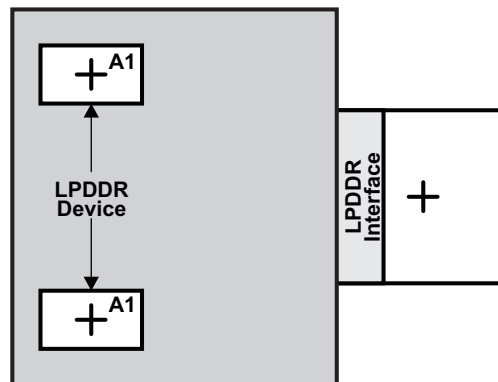 A1
LPDDR
Device
LPDDR
Interface
A1